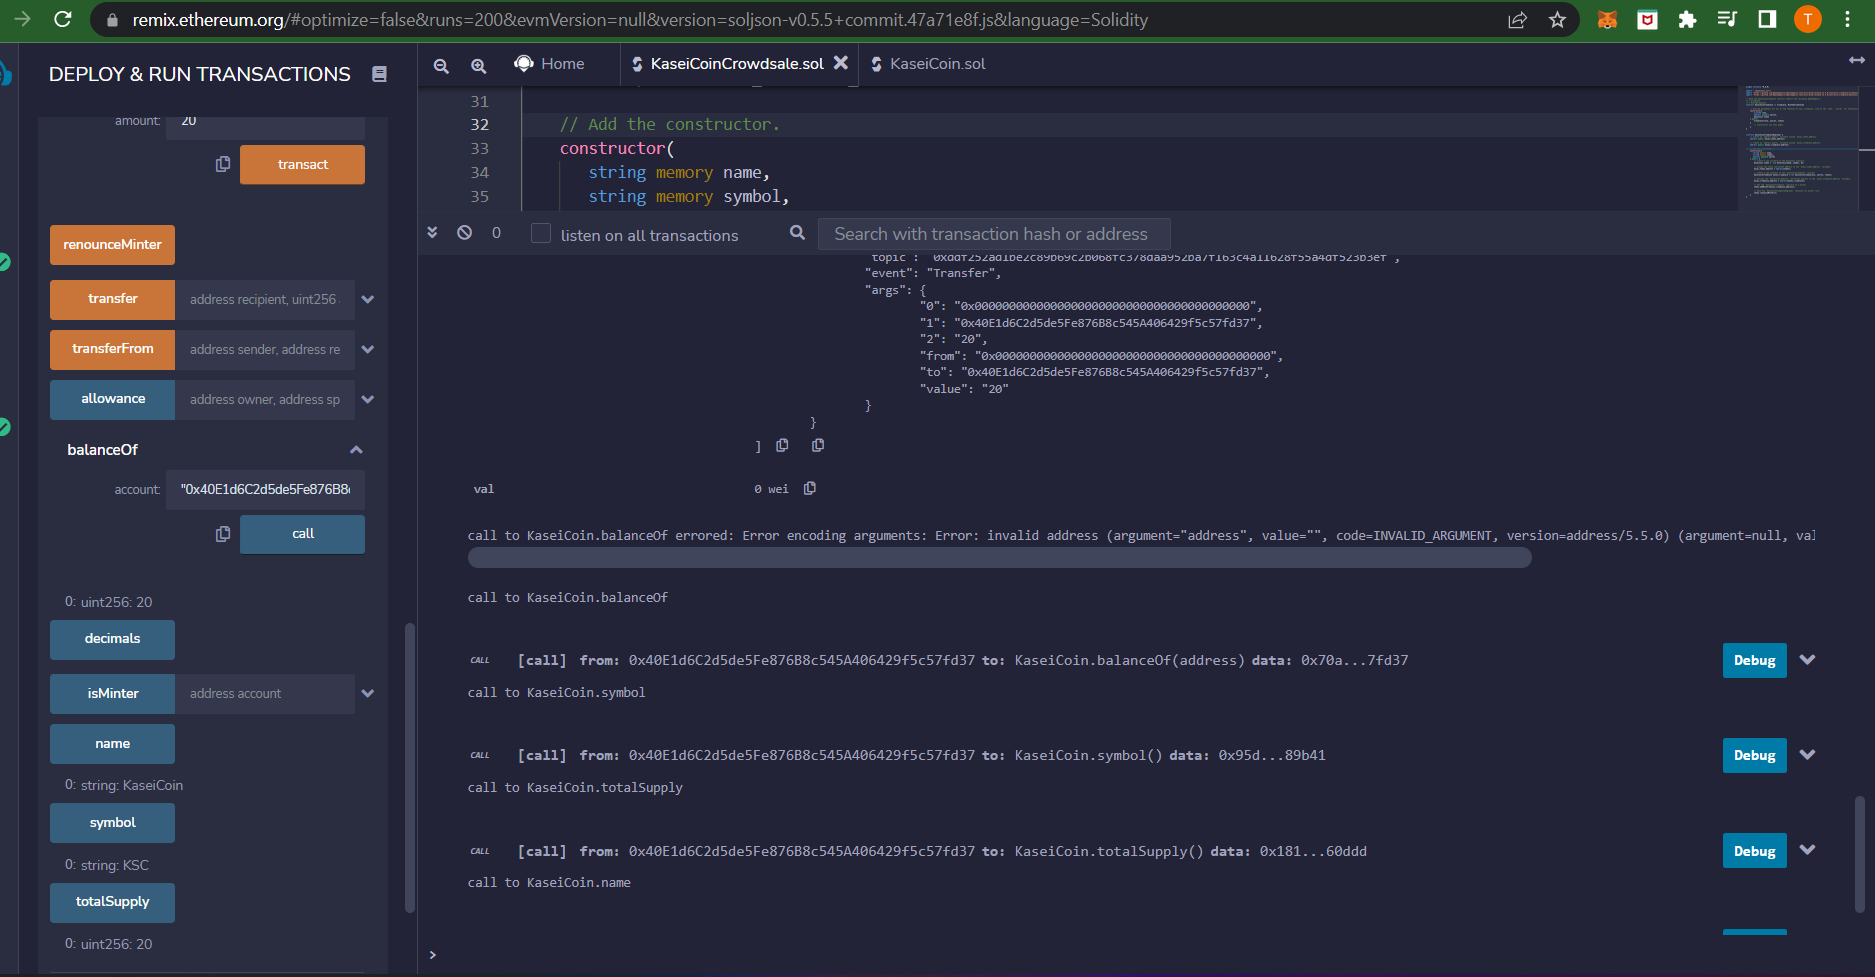 remix.ethereum.org/#optimize=false&runs=200&evmVersion=null&version=soljson-v0.5.5+commit.47a71e8f.js&language=Solidity
T
DEPLOY & RUN TRANSACTIONS
amount: 20
transact
renounceMinter
transfer address recipient, uint256
transferFrom address sender, address re
allowance address owner, address sp
balanceOf
account: "0x40E1d6C2d5de5Fe876B8
call
0: uint256: 20
decimals
isMinter address account
name
0: string: KaseiCoin
symbol
0: string: KSC
totalSupply
0: uint256: 20
Home
KaseiCoinCrowdsale.sol
KaseiCoin.sol
31
32 // Add the constructor.
33 constructor(
34 string memory name,
35 string memory symbol,
0 listen on all transactions Search with transaction hash or address
"event": "Transfer",
"args": {
"0": "0x0000000000000000000000000000000000000000",
"1": "0x40E1d6C2d5de5Fe876B8c545A406429f5c57fd37",
"2": "20",
"from": "0x0000000000000000000000000000000000000000",
"to": "0x40E1d6C2d5de5Fe876B8c545A406429f5c57fd37",
"value": "20"
}
}
]
val 0 wei
call to KaseiCoin.balanceOf errored: Error encoding arguments: Error: invalid address (argument="address", value="", code=INVALID_ARGUMENT, version=address/5.5.0) (argument=null, val
call to KaseiCoin.balanceOf
CALL [call] from: 0x40E1d6C2d5de5Fe876B8c545A406429f5c57fd37 to: KaseiCoin.balanceOf(address) data: 0x70a...7fd37 Debug
call to KaseiCoin.symbol
CALL [call] from: 0x40E1d6C2d5de5Fe876B8c545A406429f5c57fd37 to: KaseiCoin.symbol() data: 0x95d...89b41 Debug
call to KaseiCoin.totalSupply
CALL [call] from: 0x40E1d6C2d5de5Fe876B8c545A406429f5c57fd37 to: KaseiCoin.totalSupply() data: 0x181...60ddd Debug
call to KaseiCoin.name
>